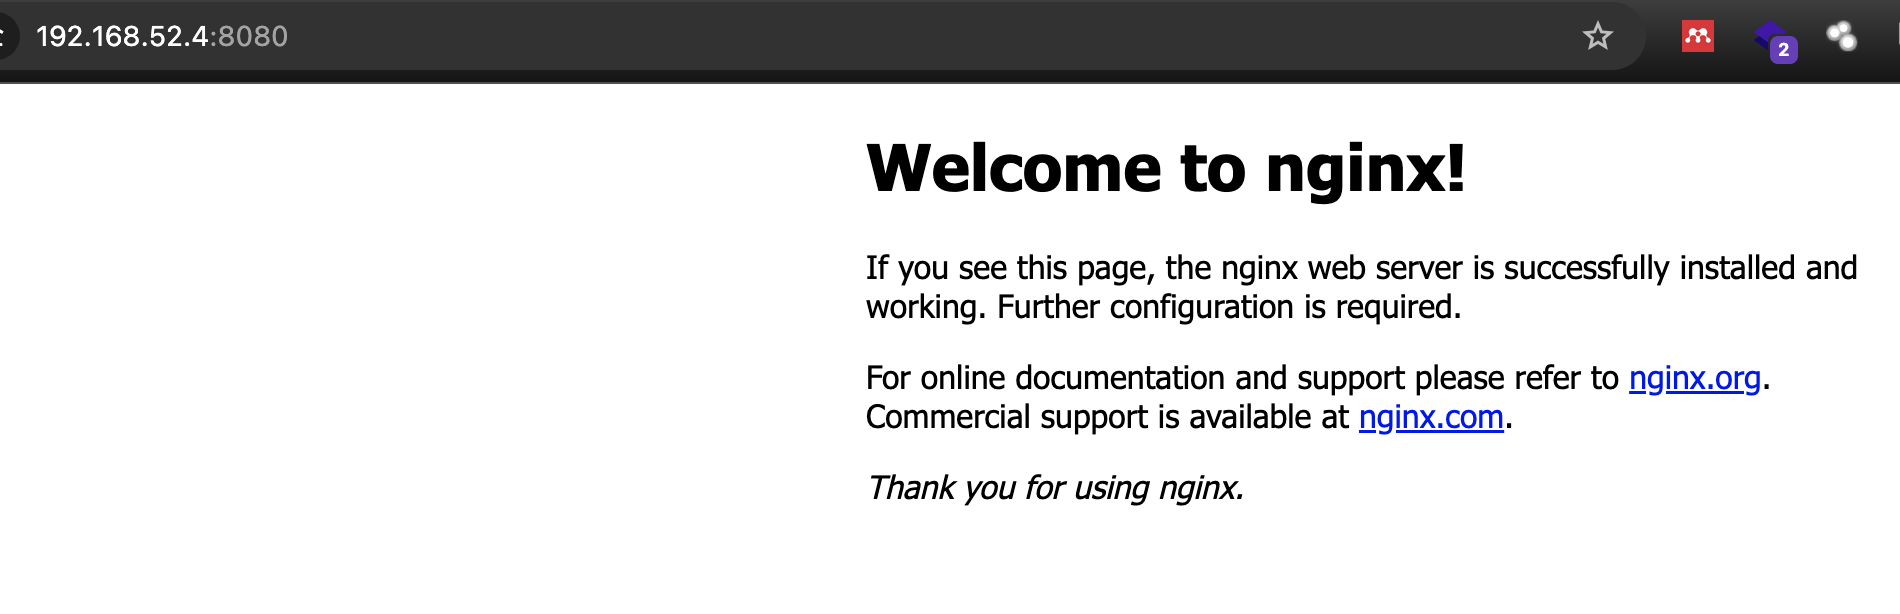 192.168.52.4:8080
2
Welcome to nginx!
If you see this page, the nginx web server is successfully installed and
working. Further configuration is required.
For online documentation and support please refer to nginx.org.
Commercial support is available at nginx.com.
Thank you for using nginx.